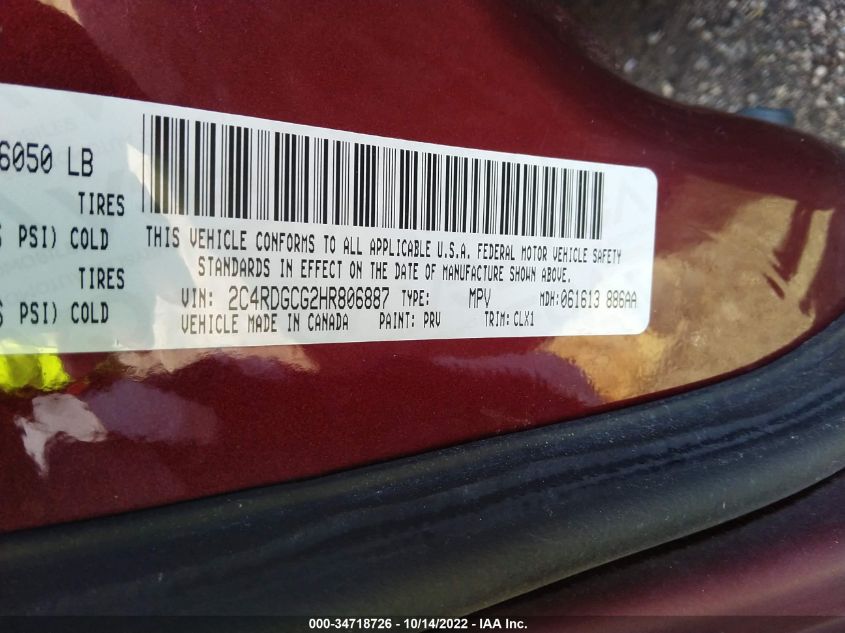 6050 LB
TIRES
PSI) COLD
TIRES
PSI) COLD
THIS VEHICLE CONFORMS TO ALL APPLICABLE U.S.A. FEDERAL MOTOR VEHICLE SAFETY
STANDARDS IN EFFECT ON THE DATE OF MANUFACTURE SHOWN ABOVE.
VIN: 2C4RDGCG2HR806887 TYPE: MPV MDH: 061613 886AA
VEHICLE MADE IN CANADA PAINT: PRV TRIM: CLX1
000-34718726 - 10/14/2022 - IAA Inc.